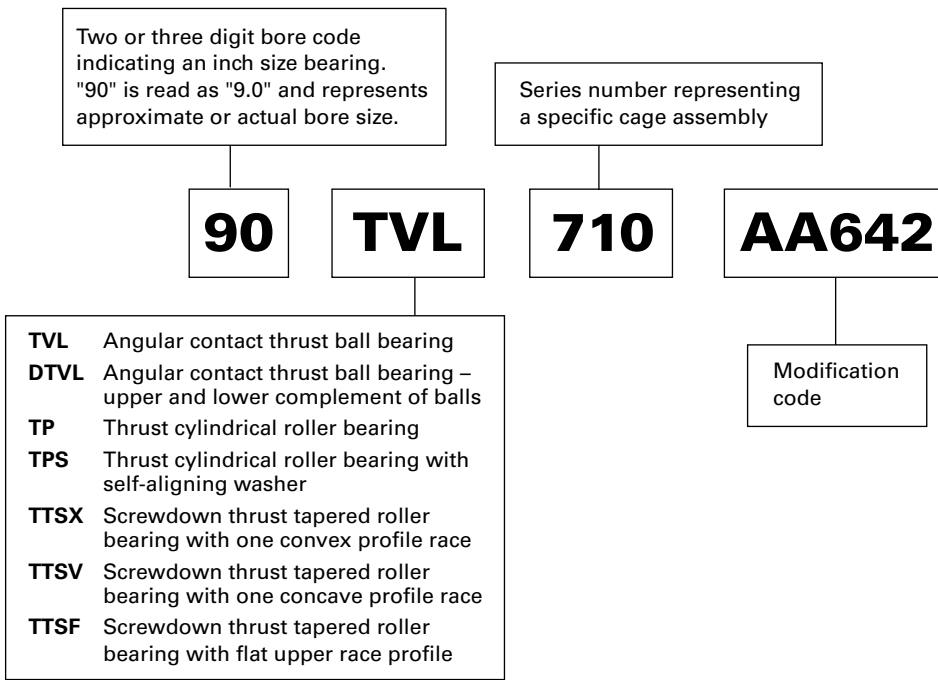 Two or three digit bore code
indicating an inch size bearing.
"90" is read as "9.0" and represents
approximate or actual bore size.
Series number representing
a specific cage assembly
90 TVL 710 AA642
TVL Angular contact thrust ball bearing
DTVL Angular contact thrust ball bearing –
upper and lower complement of balls
TP Thrust cylindrical roller bearing
TPS Thrust cylindrical roller bearing with
self-aligning washer
TTSX Screwdown thrust tapered roller
bearing with one convex profile race
TTSV Screwdown thrust tapered roller
bearing with one concave profile race
TTSF Screwdown thrust tapered roller
bearing with flat upper race profile
Modification
code